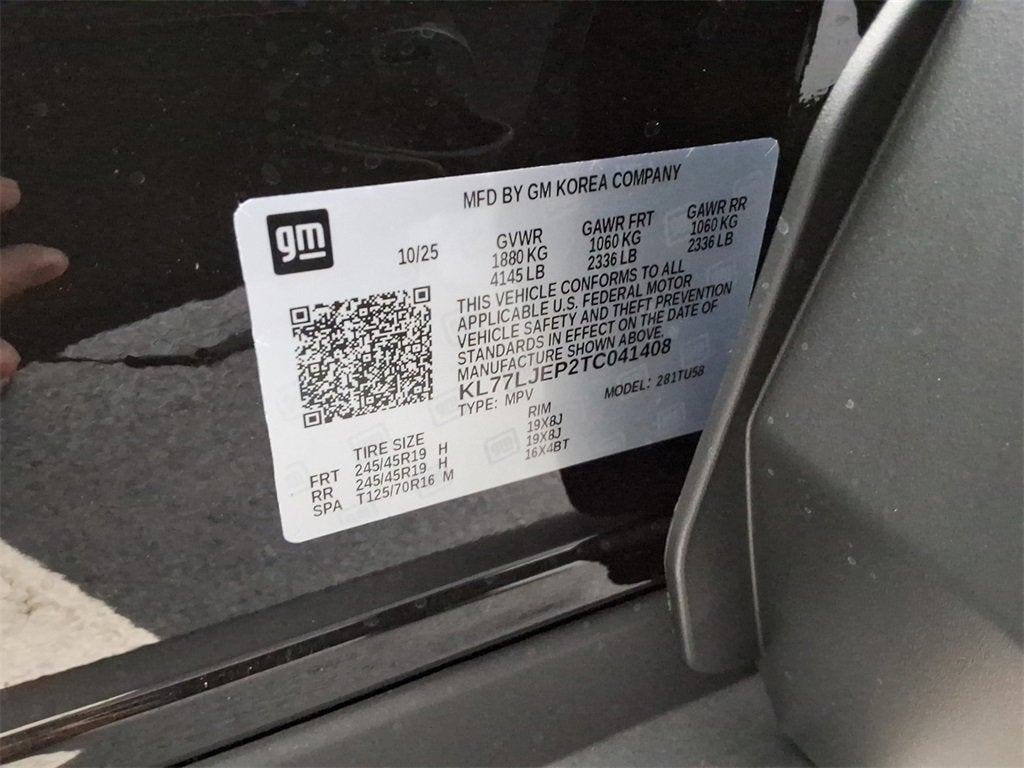 MFD BY GM KOREA COMPANY
gm
10/25
GVWR GAWR FRT GAWR RR
1880 KG 1060 KG 1060 KG
4145 LB 2336 LB 2336 LB
THIS VEHICLE CONFORMS TO ALL
APPLICABLE U.S. FEDERAL MOTOR
VEHICLE SAFETY AND THEFT PREVENTION
STANDARDS IN EFFECT ON THE DATE OF
MANUFACTURE SHOWN ABOVE.
KL77LJEP2TC041408
TYPE: MPV MODEL: 281TU58
TIRE SIZE RIM
FRT 245/45R19 H 19X8J
RR 245/45R19 H 19X8J
SPA T125/70R16 M 16X4BT